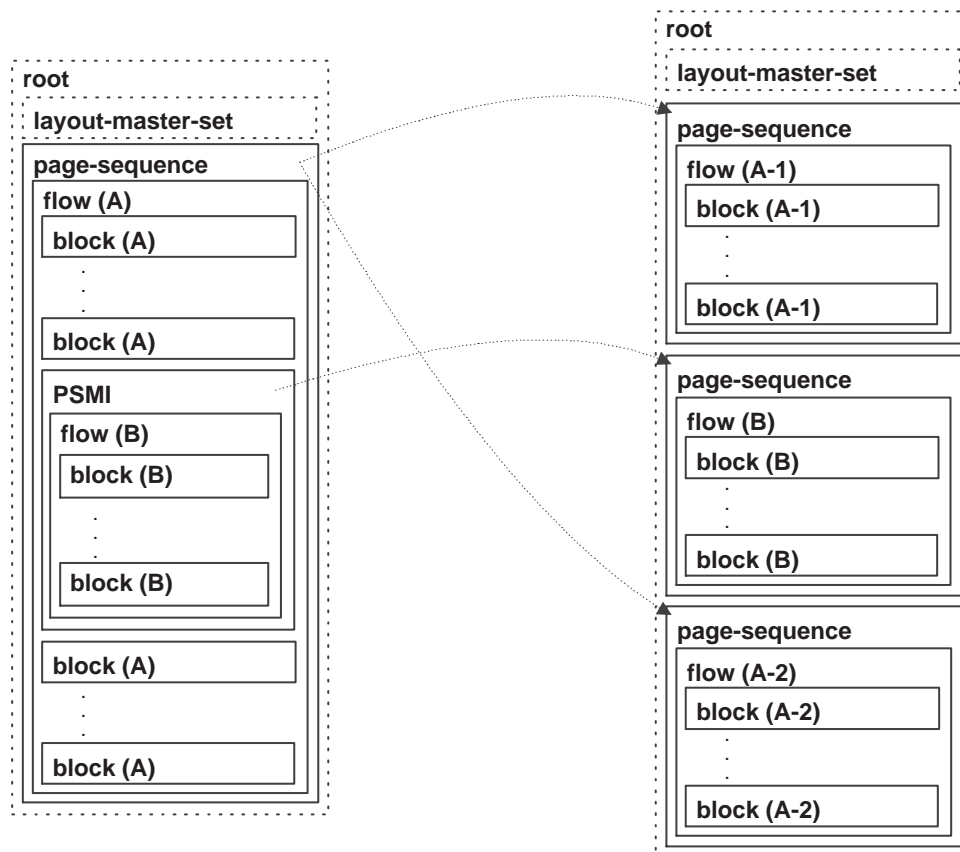 root
layout-master-set
page-sequence
flow (A)
block (A)
block (A)
PSMI
flow (B)
block (B)
block (B)
block (A)
block (A)
root
layout-master-set
page-sequence
flow (A-1)
block (A-1)
block (A-1)
page-sequence
flow (B)
block (B)
block (B)
page-sequence
flow (A-2)
block (A-2)
block (A-2)